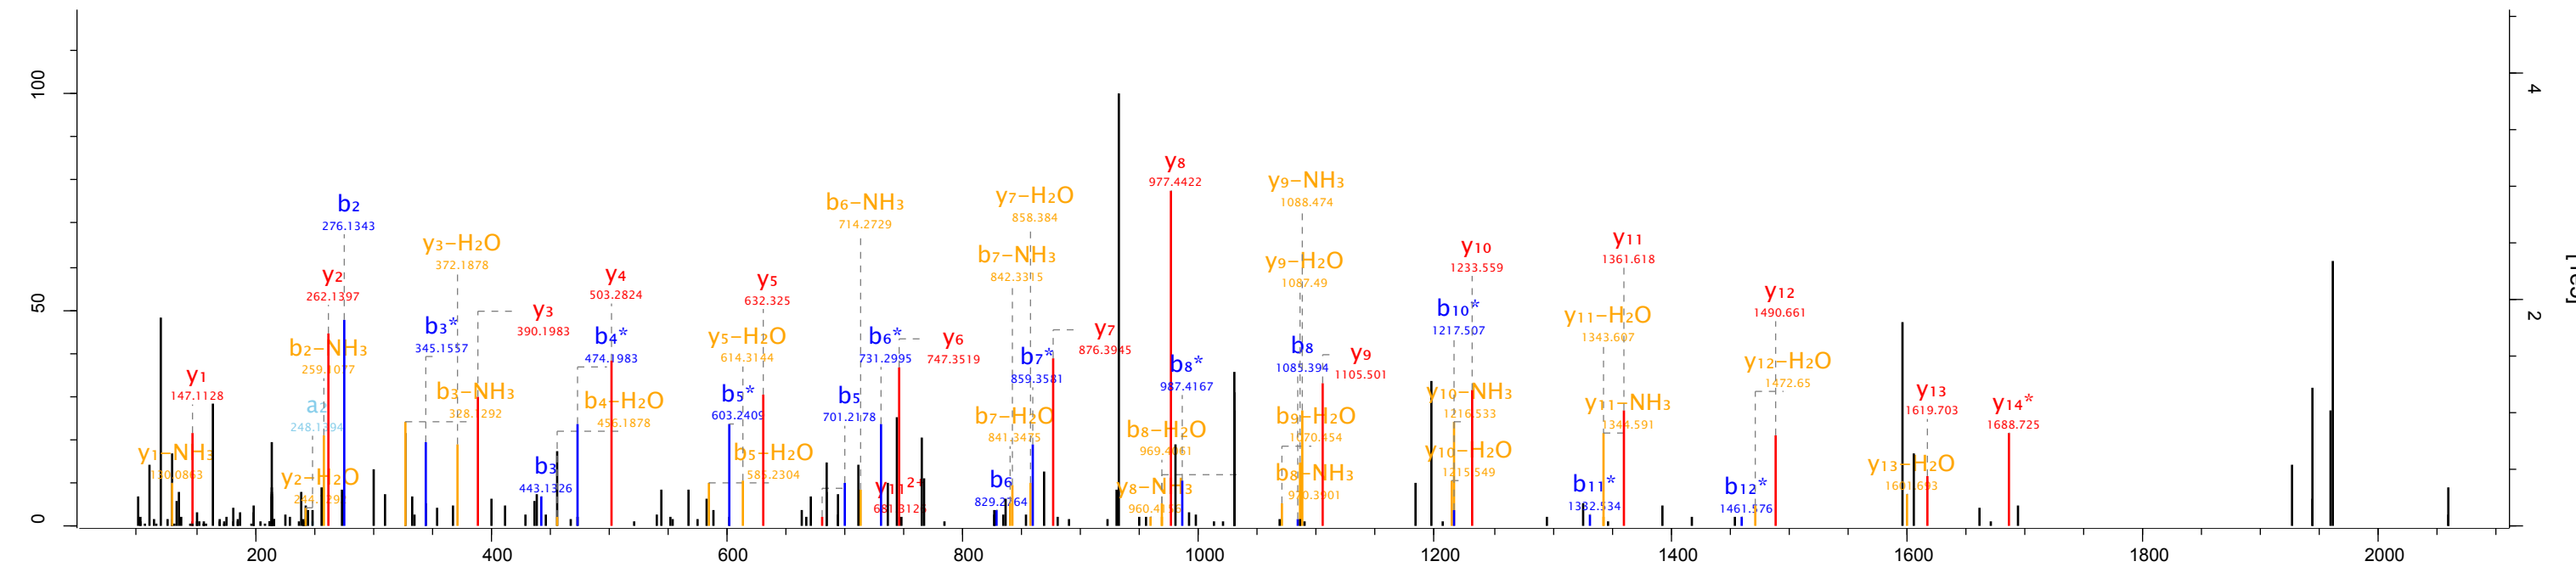 y₁–NH₃
130.0863
y₁
147.1128
y₂–H₂O
a₂
b₂–NH₃
259.1077
y₂
262.1397
b₂
276.1343
b₃–NH₃
328.1292
b₃*
345.1557
y₃–H₂O
372.1878
y₃
390.1983
b₃
443.1326
b₄–H₂O
456.1878
b₄*
474.1983
y₄
503.2824
b₅–H₂O
585.2304
b₅*
603.2409
y₅–H₂O
614.3144
y₅
632.325
y₁₁²⁺
681.3126
b₅
701.2178
b₆–NH₃
714.2729
b₆*
731.2995
y₆
747.3519
b₆
829.2764
b₇–H₂O
841.3475
b₇–NH₃
842.3315
y₇–H₂O
858.384
b₇*
859.3581
y₇
876.3945
y₈–NH₃
b₈–H₂O
969.4061
b₈–NH₃
970.3901
y₈
977.4422
b₈*
987.4167
b₉–H₂O
1070.454
b₈
1085.394
y₉–H₂O
1087.49
y₉–NH₃
1088.474
y₉
1105.501
y₁₀–H₂O
1215.549
y₁₀–NH₃
1216.533
b₁₀*
1217.507
y₁₀
1233.559
b₁₁*
1332.534
y₁₁–H₂O
1343.607
y₁₁–NH₃
1344.591
y₁₁
1361.618
b₁₂*
1461.576
y₁₂–H₂O
1472.65
y₁₂
1490.661
y₁₃–H₂O
1601.693
y₁₃
1619.703
y₁₄*
1688.725
0
50
100
2
4
200
400
600
800
1000
1200
1400
1600
1800
2000